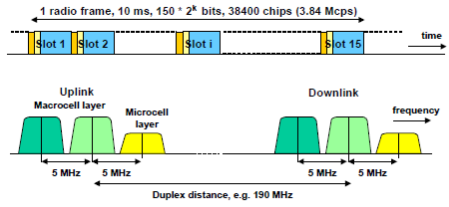 1 radio frame, 10 ms, 150 * 2k bits, 38400 chips (3.84 Mcps)
time
Slot 1 Slot 2 Slot i Slot 15
Uplink
Macrocell layer
Microcell
layer
Downlink
frequency
5 MHz 5 MHz 5 MHz 5 MHz
Duplex distance, e.g. 190 MHz